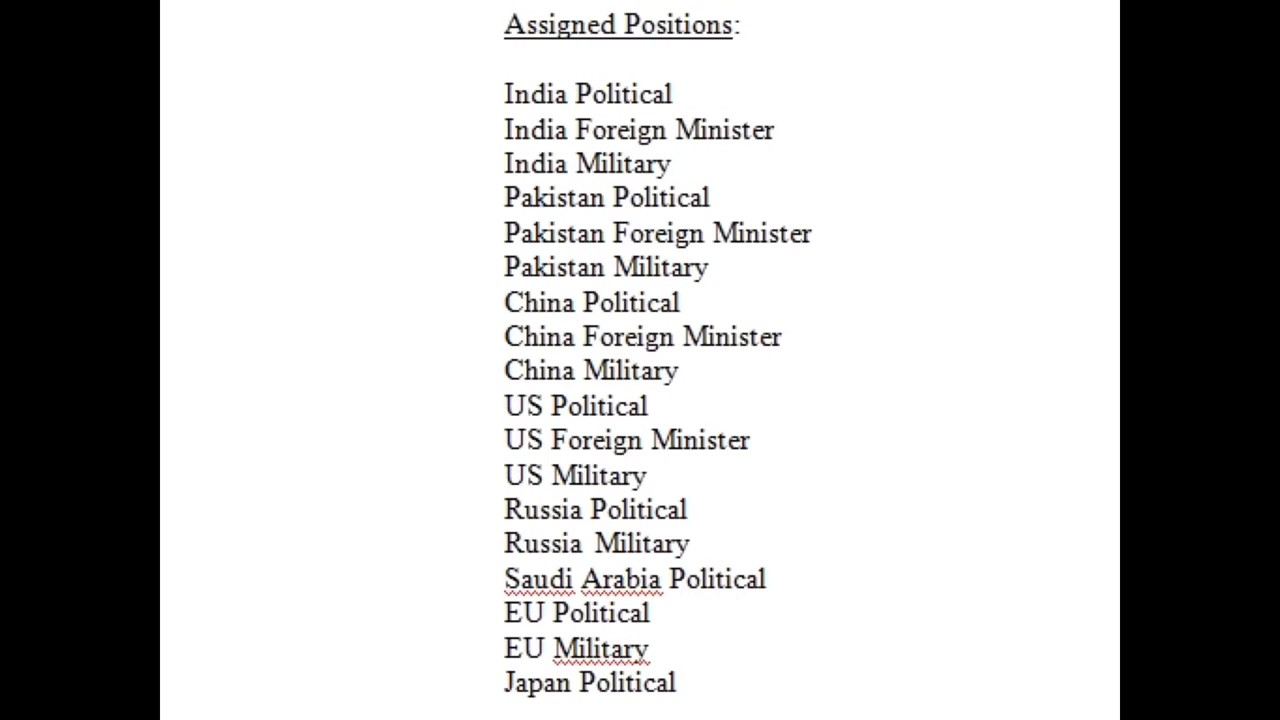 Assigned Positions:
India Political
India Foreign Minister
India Military
Pakistan Political
Pakistan Foreign Minister
Pakistan Military
China Political
China Foreign Minister
China Military
US Political
US Foreign Minister
US Military
Russia Political
Russia  Military
Saudi Arabia Political
EU Political
EU Military
Japan Political